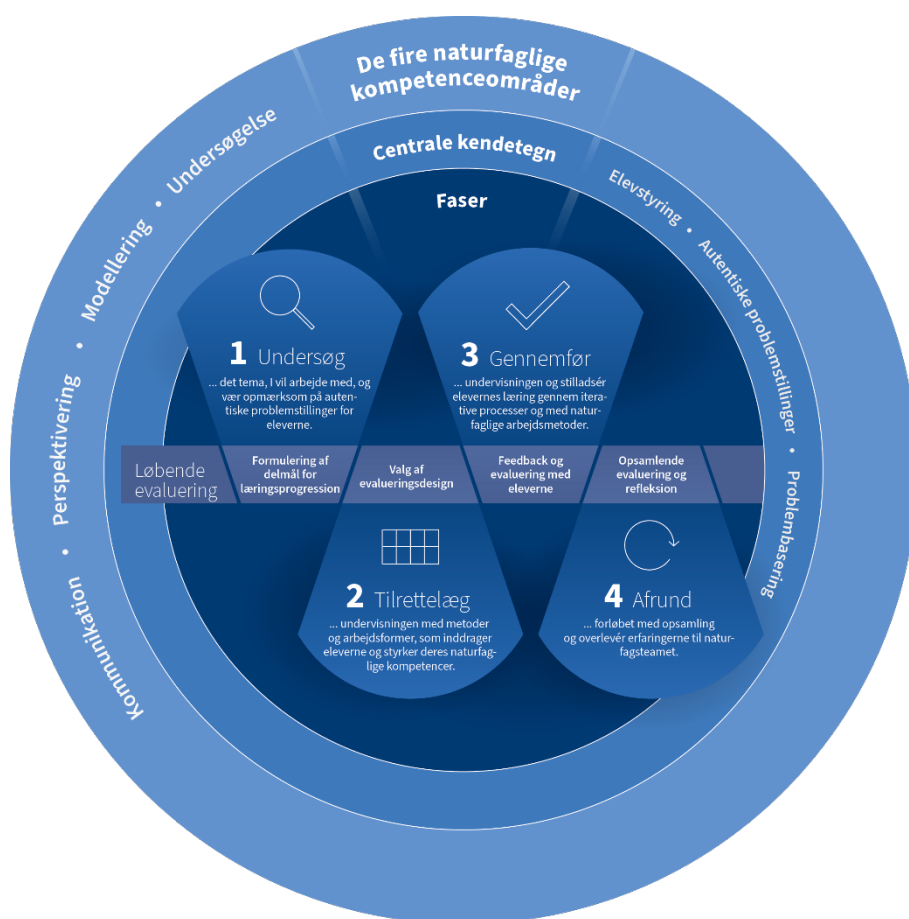 De fire naturfaglige
kompetenceområder
Undersøgelse • Modellering • Perspektivering • Kommunikation
Centrale kendetegn
Elevstyring • Autentiske problemstillinger • Problembasering
Faser
1 Undersøg
... det tema, I vil arbejde med, og
vær opmærksom på auten-
tiske problemstillinger for
eleverne.
3 Gennemfør
... undervisningen og stilladsér
elevernes læring gennem itera-
tive processer og med natur-
faglige arbejdsmetoder.
Løbende
evaluering
Formulering af
delmål for
læringsprogression
Valg af
evalueringsdesign
Feedback og
evaluering med
eleverne
Opsamlende
evaluering og
refleksion
2 Tilrettelæg
... undervisningen med metoder
og arbejdsformer, som inddrager
eleverne og styrker deres naturfag-
lige kompetencer.
4 Afrund
... forløbet med opsamling
og overlevér erfaringerne til natur-
fagsteamet.